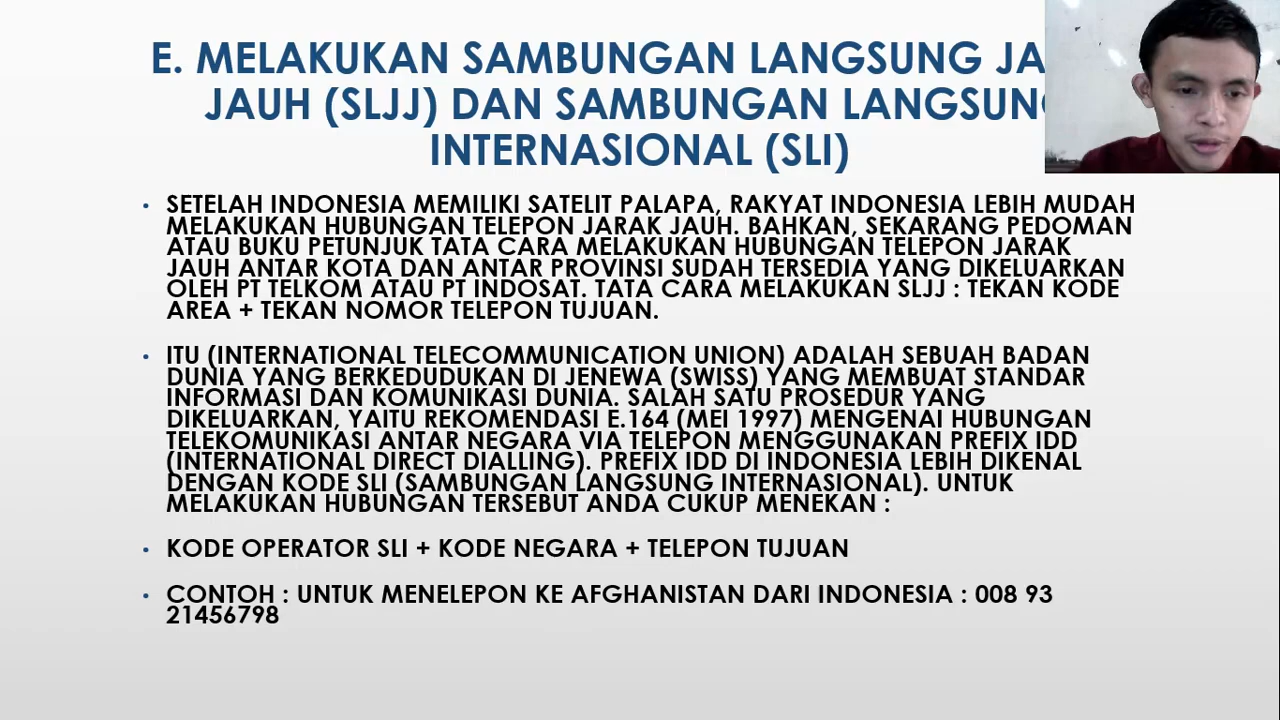 E. MELAKUKAN SAMBUNGAN LANGSUNG
JAUH (SLJJ) DAN SAMBUNGAN LANGSUNG
INTERNASIONAL (SLI)
• SETELAH INDONESIA MEMILIKI SATELIT PALAPA, RAKYAT INDONESIA LEBIH MUDAH
MELAKUKAN HUBUNGAN TELEPON JARAK JAUH. BAHKAN, SEKARANG PEDOMAN
ATAU BUKU PETUNJUK TATA CARA MELAKUKAN HUBUNGAN TELEPON JARAK
JAUH ANTAR KOTA DAN ANTAR PROVINSI SUDAH TERSEDIA YANG DIKELUARKAN
OLEH PT TELKOM ATAU PT INDOSAT. TATA CARA MELAKUKAN SLJJ : TEKAN KODE
AREA + TEKAN NOMOR TELEPON TUJUAN.
• ITU (INTERNATIONAL TELECOMMUNICATION UNION) ADALAH SEBUAH BADAN
DUNIA YANG BERKEDUDUKAN DI JENEWA (SWISS) YANG MEMBUAT STANDAR
INFORMASI DAN KOMUNIKASI DUNIA. SALAH SATU PROSEDUR YANG
DIKELUARKAN, YAITU REKOMENDASI E.164 (MEI 1997) MENGENAI HUBUNGAN
TELEKOMUNIKASI ANTAR NEGARA VIA TELEPON MENGGUNAKAN PREFIX IDD
(INTERNATIONAL DIRECT DIALLING). PREFIX IDD DI INDONESIA LEBIH DIKENAL
DENGAN KODE SLI (SAMBUNGAN LANGSUNG INTERNASIONAL). UNTUK
MELAKUKAN HUBUNGAN TERSEBUT ANDA CUKUP MENEKAN :
• KODE OPERATOR SLI + KODE NEGARA + TELEPON TUJUAN
• CONTOH : UNTUK MENELEPON KE AFGHANISTAN DARI INDONESIA : 008 93
21456798